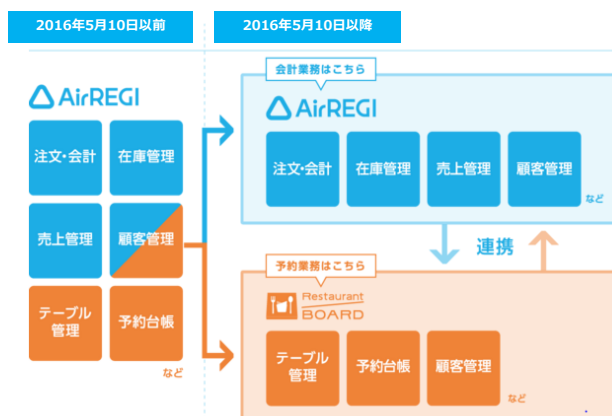 2016年5月10日以前
2016年5月10日以降
会計業務はこちら
AirREGI
AirREGI
注文・会計
在庫管理
注文・会計
在庫管理
売上管理
顧客管理
など
売上管理
顧客管理
連携
予約業務はこちら
テーブル
管理
予約台帳
など
Restaurant
BOARD
テーブル
管理
予約台帳
顧客管理
など